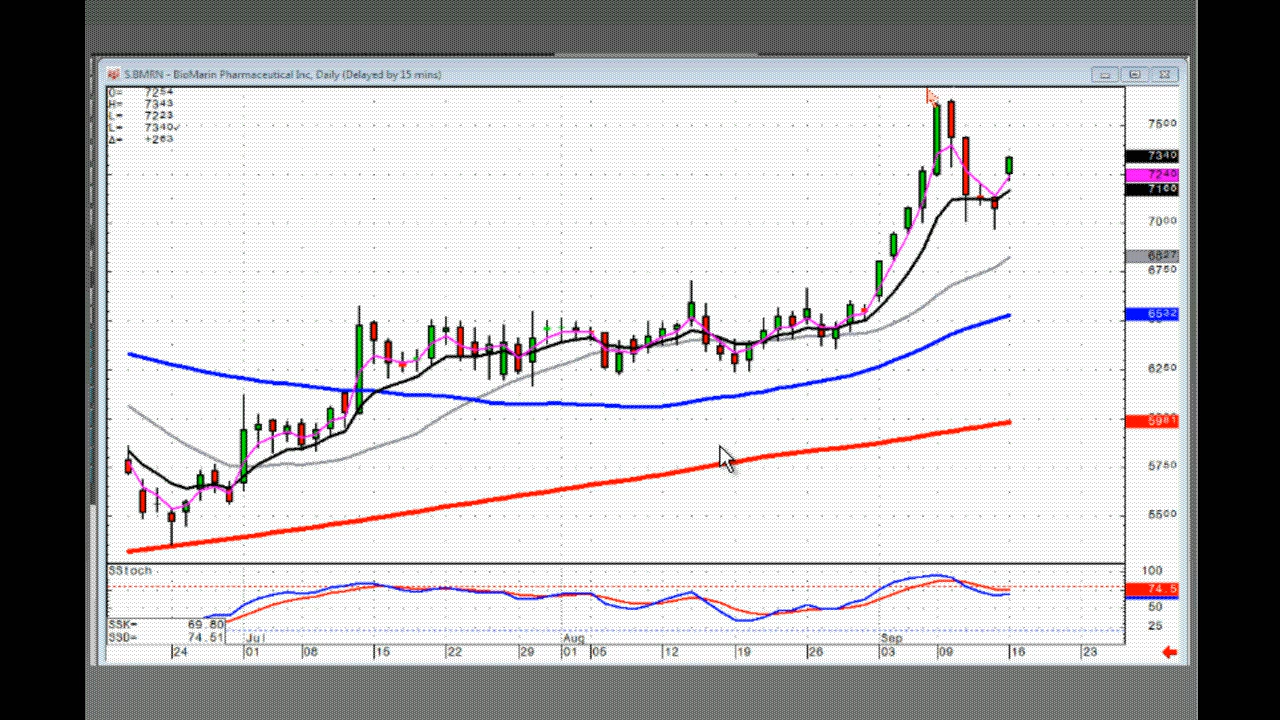 S.BMRN - BioMarin Pharmaceutical Inc, Daily (Delayed by 15 mins)
O= 7254
H= 7343
L= 7223
L= 7340✓
Δ= +263
7500
7340
7240
7160
7000
6827
6750
6532
6250
5981
5750
5500
SStoch
100
74.5
50
25
SSK= 69.80
SSD= 74.51
Jul
Aug
Sep
24
01
08
15
22
29
01
05
12
19
26
03
09
16
23